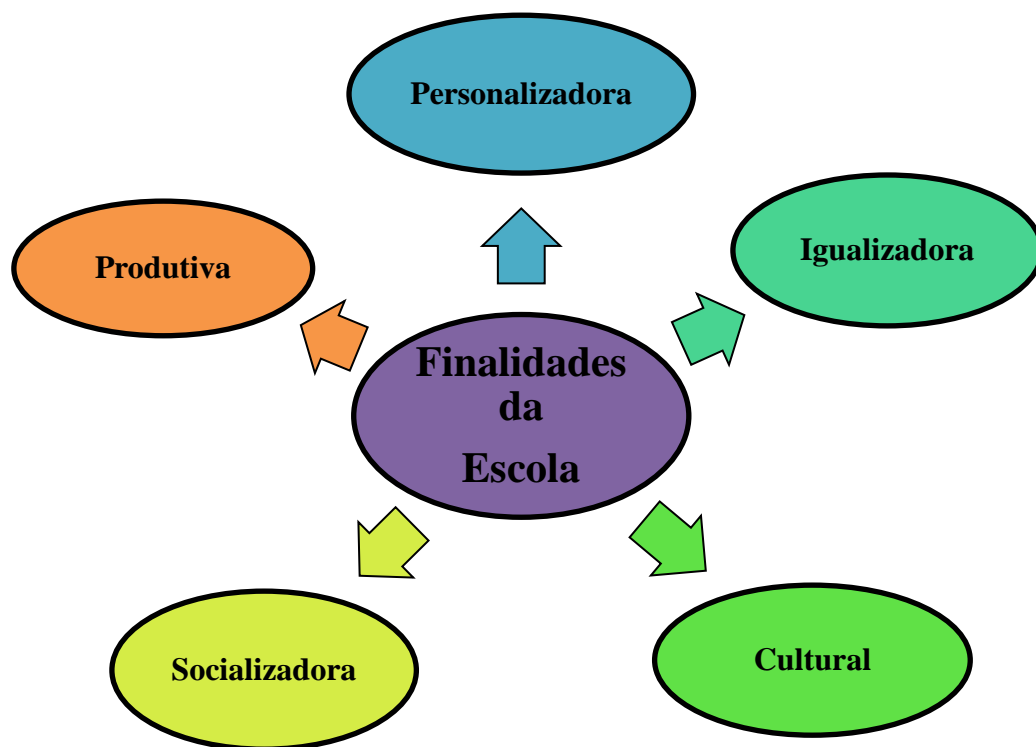 Personalizadora
Produtiva
Igualizadora
Finalidades
da
Escola
Socializadora
Cultural